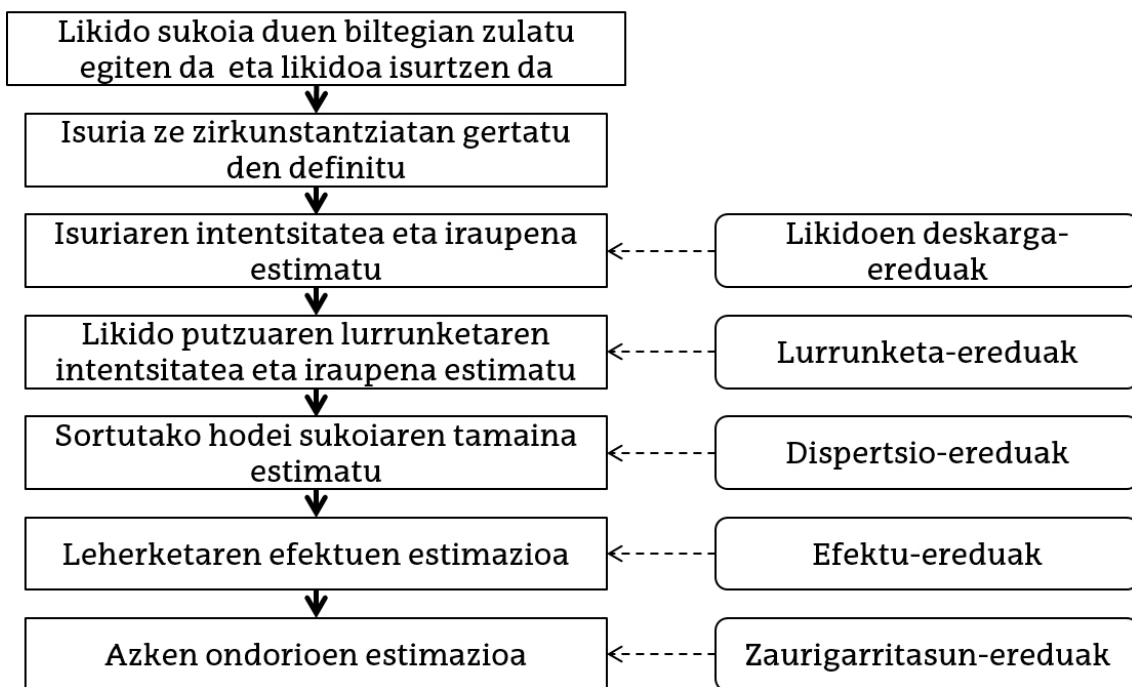 Likido sukoia duen biltegian zulatu
egiten da eta likidoa isurtzen da
Isuria ze zirkunstantziatan gertatu
den definitu
Isuriaren intentsitatea eta iraupena
estimatu
Likidoen deskarga-
ereduak
Likido putzuaren lurrunketaren
intentsitatea eta iraupena estimatu
Lurrunketa-ereduak
Sortutako hodei sukoiaren tamaina
estimatu
Dispertsio-ereduak
Leherketaren efektuen estimazioa
Efektu-ereduak
Azken ondorioen estimazioa
Zaurigarritasun-ereduak